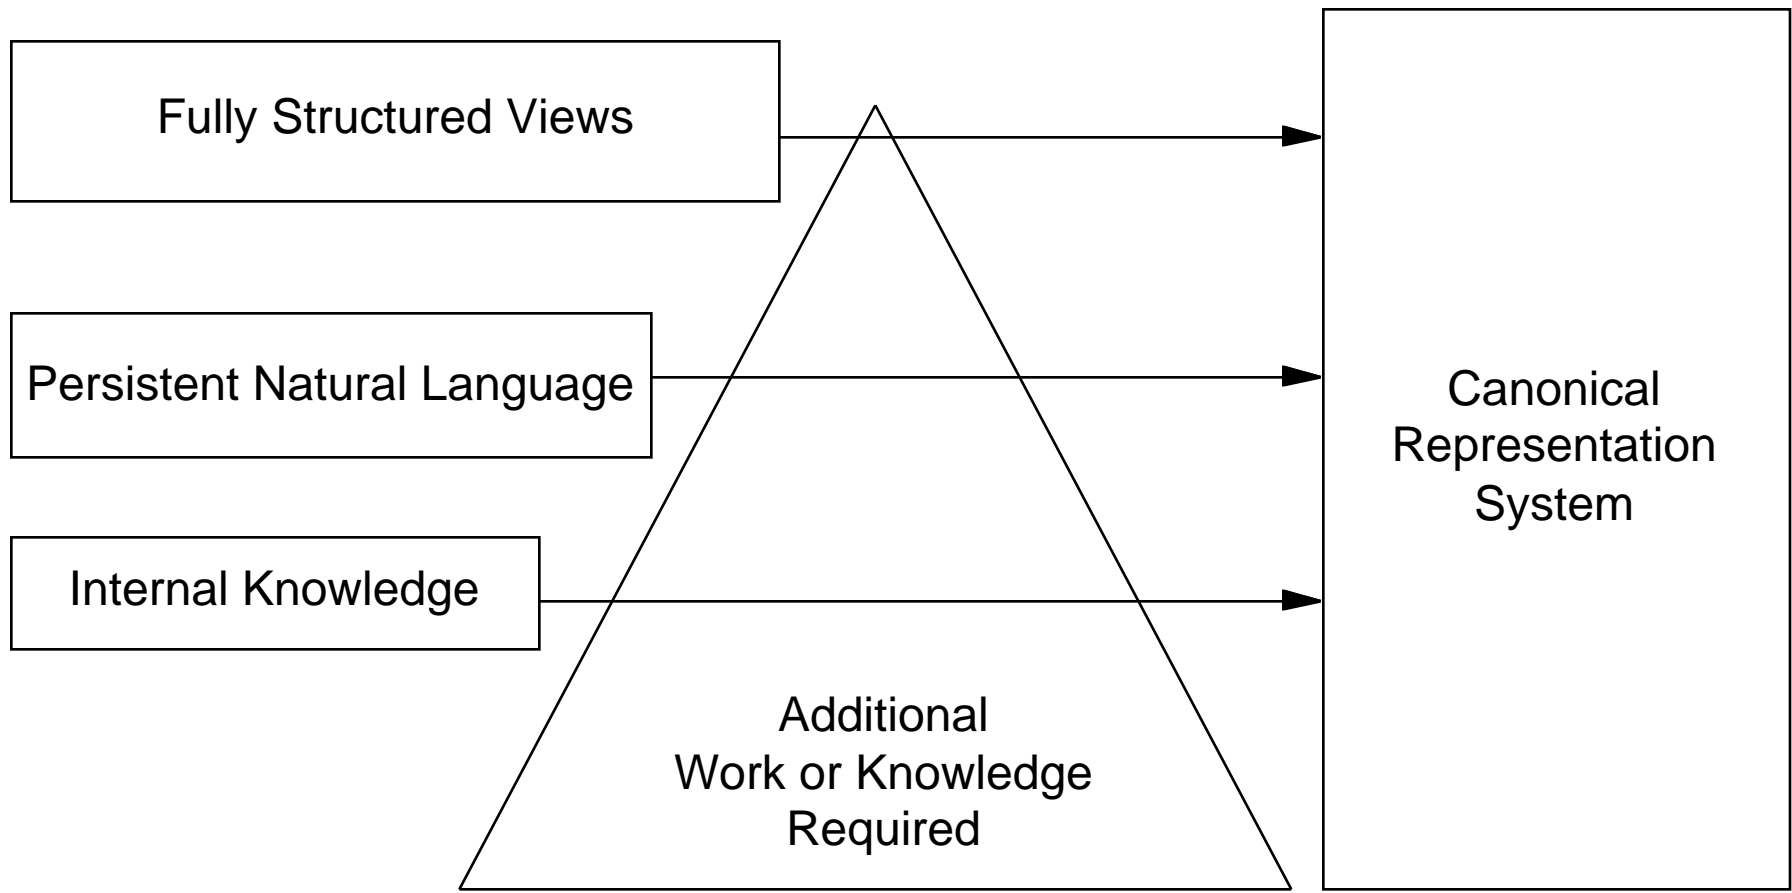 Fully Structured Views
Persistent Natural Language
Internal Knowledge
Additional
Work or Knowledge
Required
Canonical
Representation
System